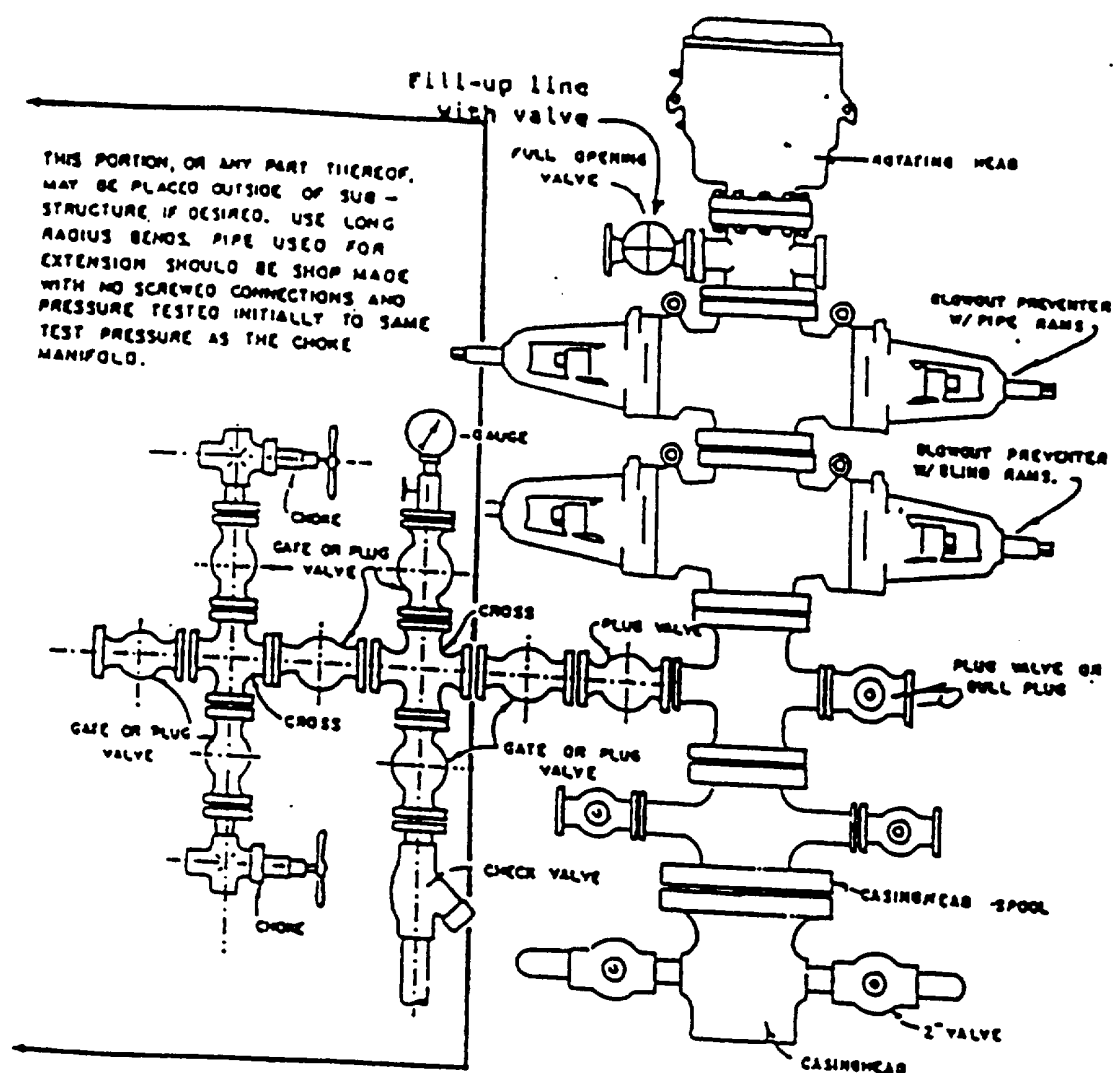 Fill-up line
with valve
FULL OPENING
VALVE
ROTATING HEAD
THIS PORTION, OR ANY PART THEREOF,
MAY BE PLACED OUTSIDE OF SUB-
STRUCTURE IF DESIRED. USE LONG
RADIUS BENDS. PIPE USED FOR
EXTENSION SHOULD BE SHOP MADE
WITH NO SCREWED CONNECTIONS AND
PRESSURE TESTED INITIALLY TO SAME
TEST PRESSURE AS THE CHOKE
MANIFOLD.
BLOWOUT PREVENTER
W/ PIPE RAMS.
GAUGE
BLOWOUT PREVENTER
W/ BLIND RAMS.
CHOKE
GATE OR PLUG
VALVE
CROSS
PLUG VALVE
PLUG VALVE OR
BULL PLUG
CROSS
GATE OR PLUG
VALVE
GATE OR PLUG
VALVE
CHECK VALVE
CASINGHEAD SPOOL
CHOKE
2" VALVE
CASINGHEAD